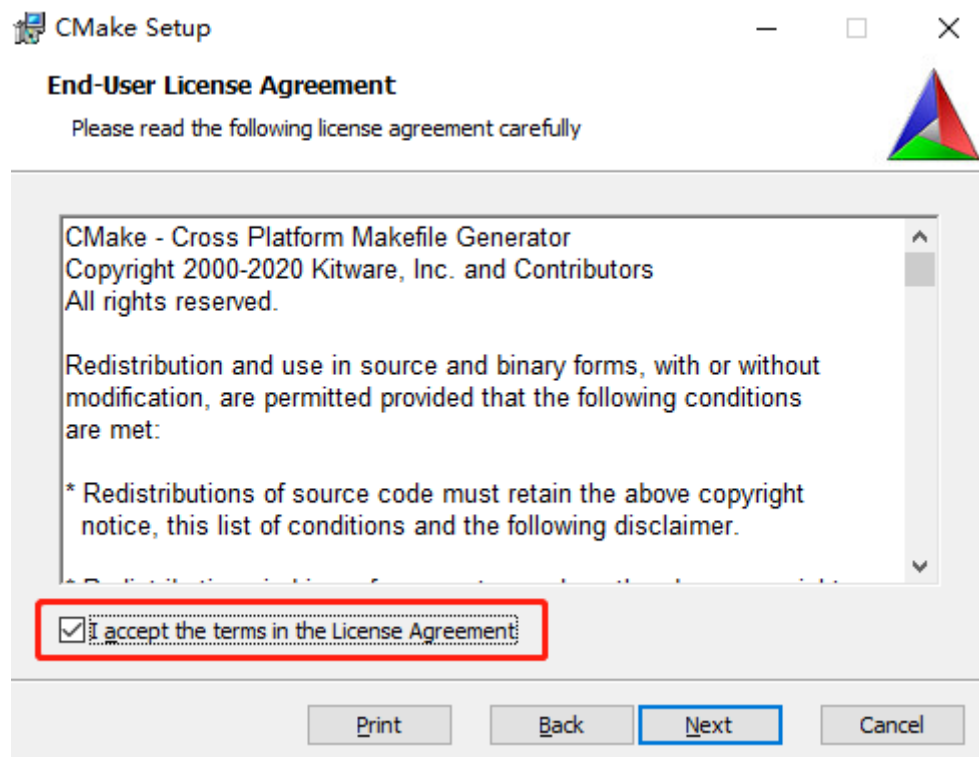 CMake Setup
End-User License Agreement
Please read the following license agreement carefully
CMake - Cross Platform Makefile Generator
Copyright 2000-2020 Kitware, Inc. and Contributors
All rights reserved.
Redistribution and use in source and binary forms, with or without
modification, are permitted provided that the following conditions
are met:
* Redistributions of source code must retain the above copyright
notice, this list of conditions and the following disclaimer.
I accept the terms in the License Agreement
Print Back Next Cancel